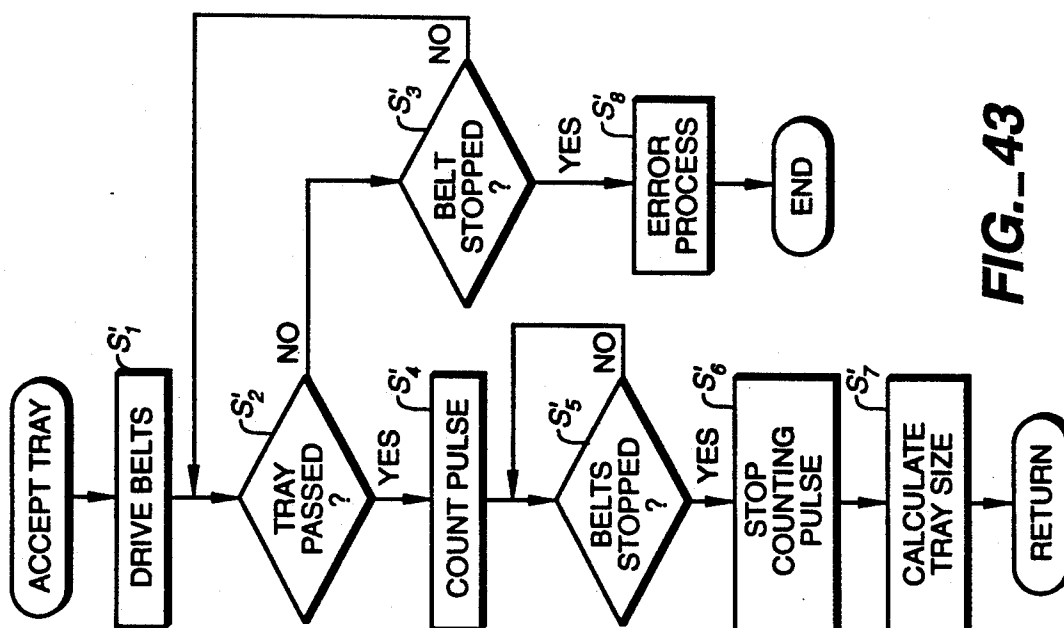 ACCEPT TRAY
DRIVE BELTS
S'1
TRAY
PASSED
?
S'2
NO
YES
BELT
STOPPED
?
S'3
NO
YES
ERROR
PROCESS
S'8
END
COUNT PULSE
S'4
BELTS
STOPPED
?
S'5
NO
YES
STOP
COUNTING
PULSE
S'6
CALCULATE
TRAY SIZE
S'7
RETURN
FIG._43